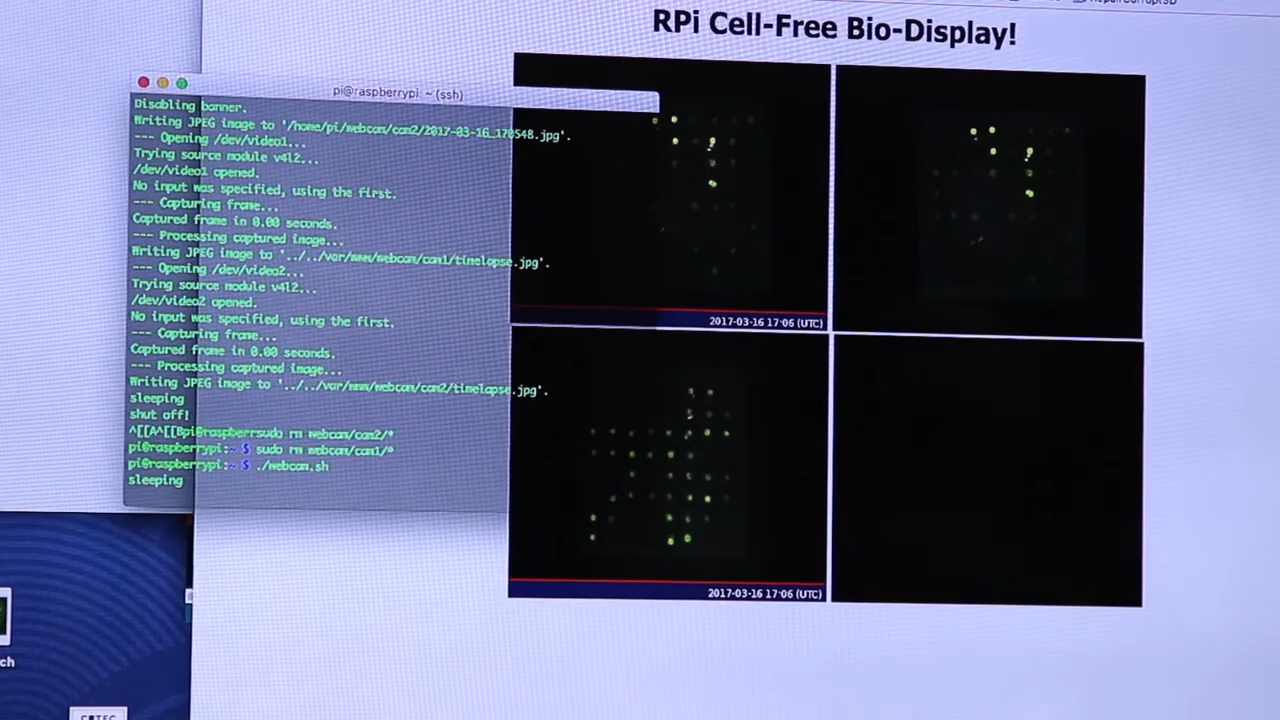 RPi Cell-Free Bio-Display!
pi@raspberrypi: ~ (ssh)
Disabling banner.
Writing JPEG image to '/home/pi/webcam/cam2/2017-03-16_170548.jpg'.
--- Opening /dev/video1...
Trying source module v4l2...
/dev/video1 opened.
No input was specified, using the first.
--- Capturing frame...
Captured frame in 0.00 seconds.
--- Processing captured image...
Writing JPEG image to '../../var/www/webcam/cam1/timelapse.jpg'.
--- Opening /dev/video2...
Trying source module v4l2...
/dev/video2 opened.
No input was specified, using the first.
--- Capturing frame...
Captured frame in 0.00 seconds.
--- Processing captured image...
Writing JPEG image to '../../var/www/webcam/cam2/timelapse.jpg'.
sleeping
shut off!
^[[A^[[Bpi@raspberrsudo rm webcam/cam2/*
pi@raspberrypi:~ $ sudo rm webcam/cam1/*
pi@raspberrypi:~ $ ./webcam.sh
sleeping
2017-03-16 17:06 (UTC)
2017-03-16 17:06 (UTC)
ch